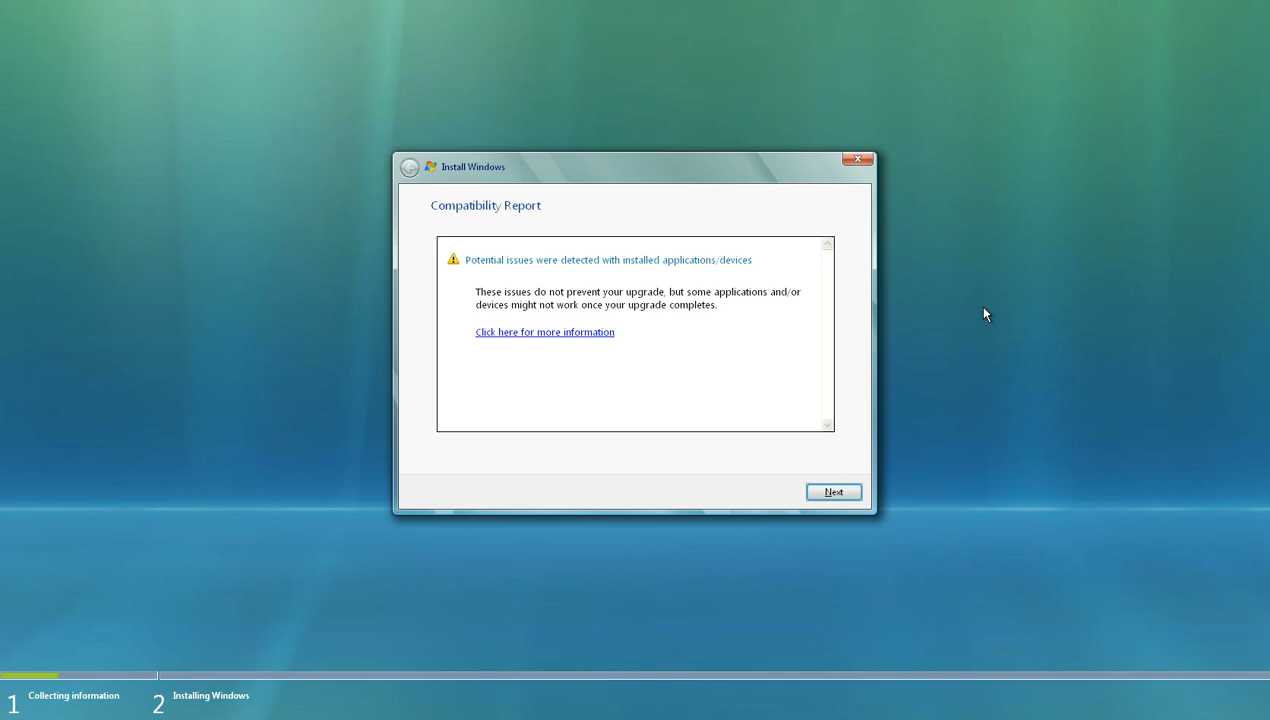 Install Windows
Compatibility Report
Potential issues were detected with installed applications/devices
These issues do not prevent your upgrade, but some applications and/or
devices might not work once your upgrade completes.
Click here for more information
Next
1 Collecting information
2 Installing Windows